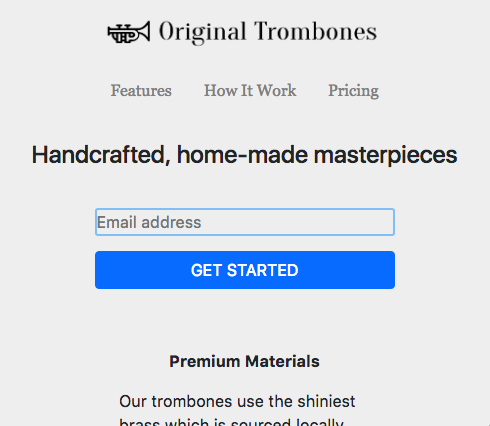 Original Trombones
Features How It Work Pricing
Handcrafted, home-made masterpieces
Email address
GET STARTED
Premium Materials
Our trombones use the shiniest
brass which is sourced locally